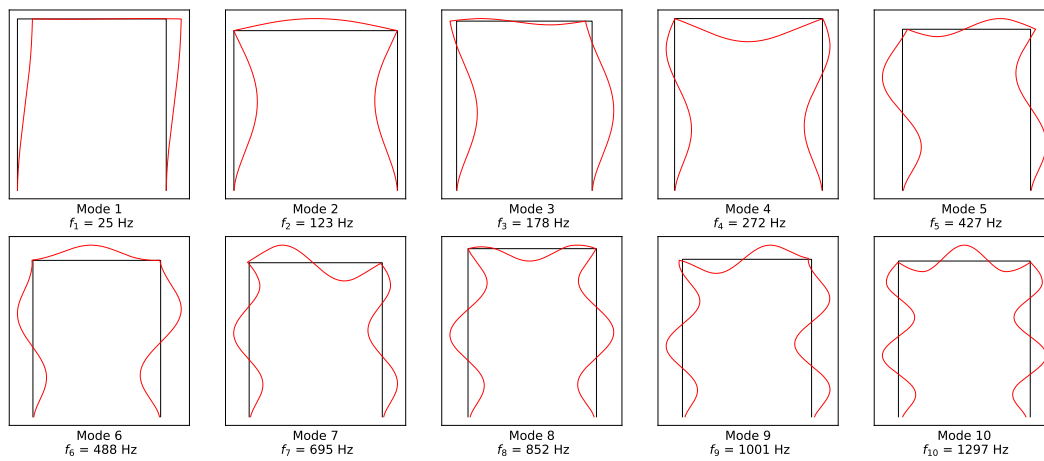 Mode 1
f₁ = 25 Hz
Mode 2
f₂ = 123 Hz
Mode 3
f₃ = 178 Hz
Mode 4
f₄ = 272 Hz
Mode 5
f₅ = 427 Hz
Mode 6
f₆ = 488 Hz
Mode 7
f₇ = 695 Hz
Mode 8
f₈ = 852 Hz
Mode 9
f₉ = 1001 Hz
Mode 10
f₁₀ = 1297 Hz